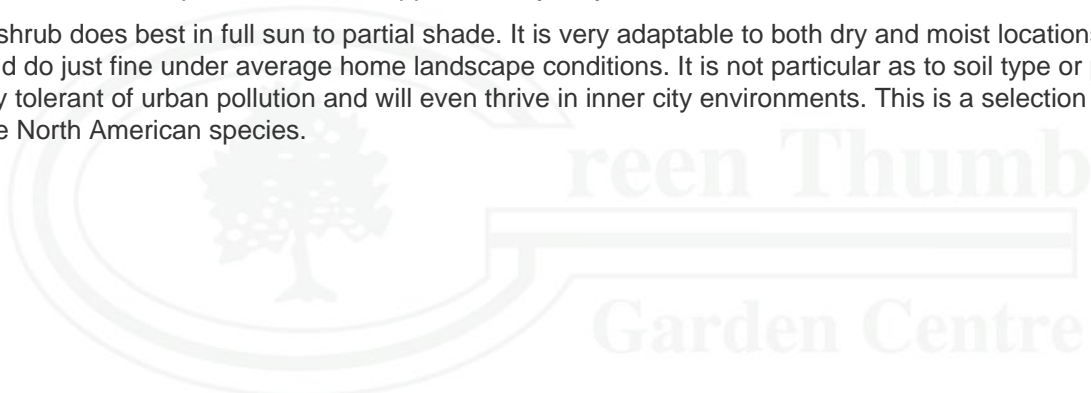 shrub does best in full sun to partial shade. It is very adaptable to both dry and moist locations
d do just fine under average home landscape conditions. It is not particular as to soil type or
y tolerant of urban pollution and will even thrive in inner city environments. This is a selection
e North American species.
reen Thumb
Garden Centre